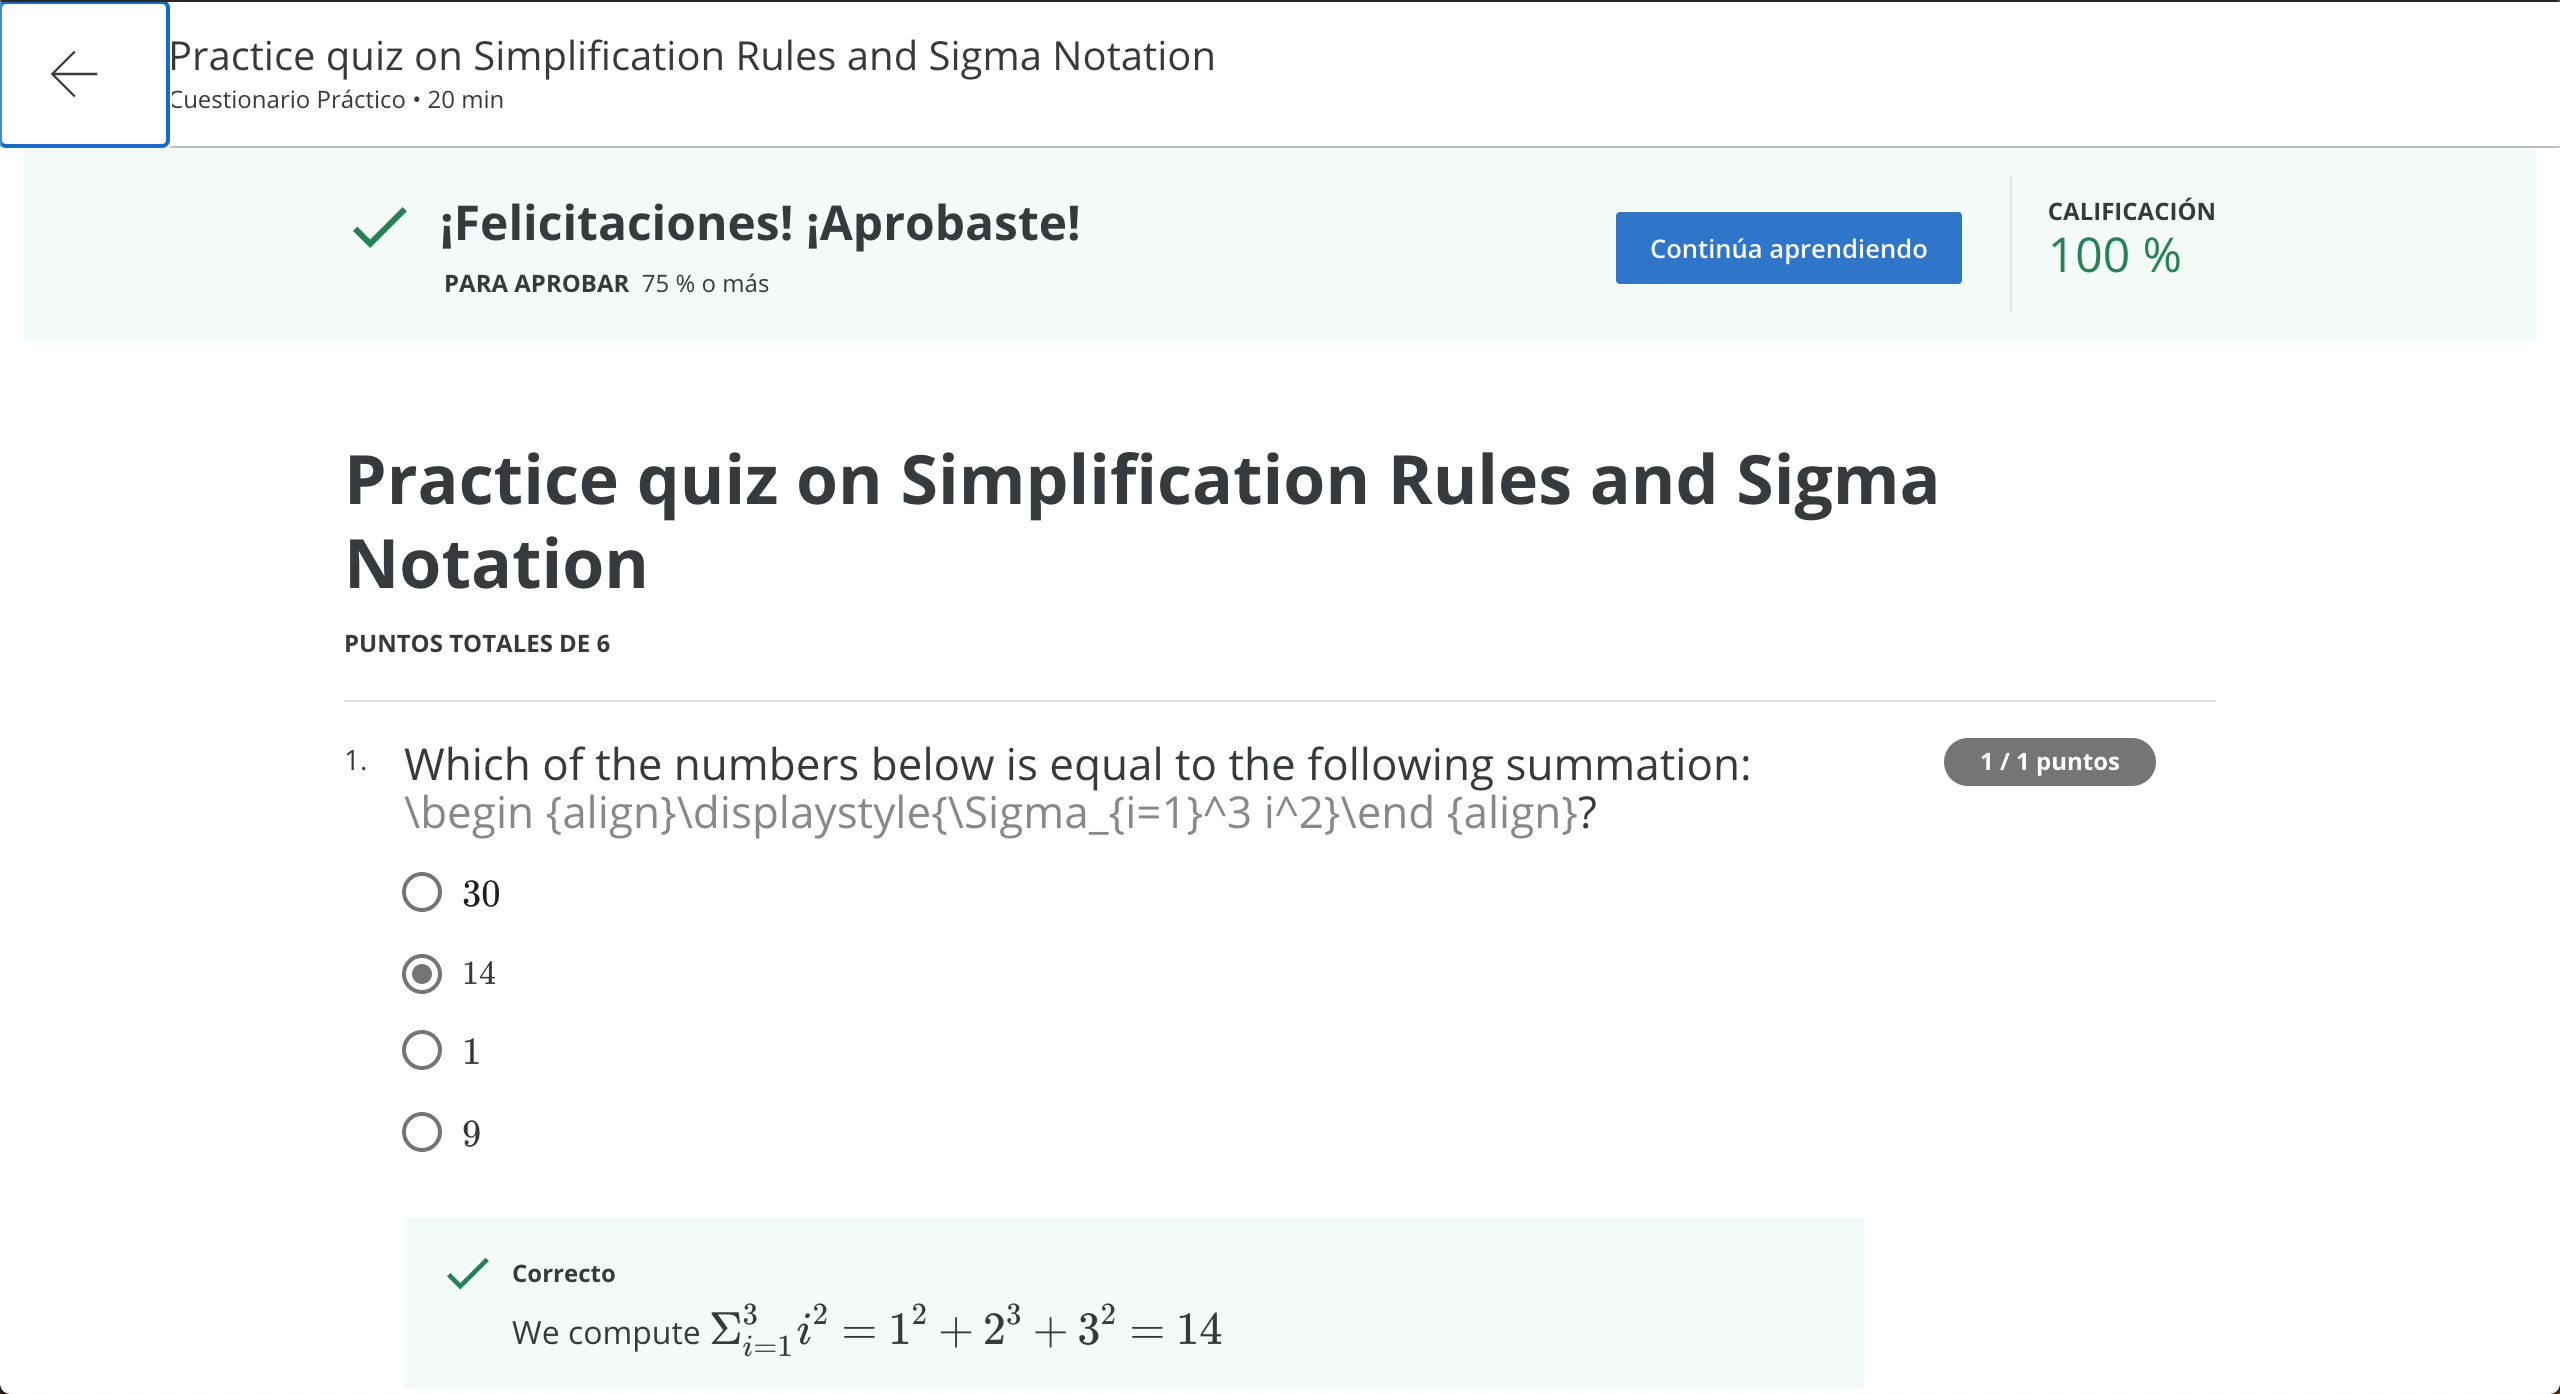 Practice quiz on Simplification Rules and Sigma Notation
Cuestionario Práctico • 20 min
¡Felicitaciones! ¡Aprobaste!
PARA APROBAR 75 % o más
Continúa aprendiendo
CALIFICACIÓN
100 %
Practice quiz on Simplification Rules and Sigma
Notation
PUNTOS TOTALES DE 6
1. Which of the numbers below is equal to the following summation:
\begin {align}\displaystyle{\Sigma_{i=1}^3 i^2}\end {align}?
1 / 1 puntos
30
14
1
9
Correcto
We compute Σ_{i=1}^3 i^2 = 1^2 + 2^3 + 3^2 = 14